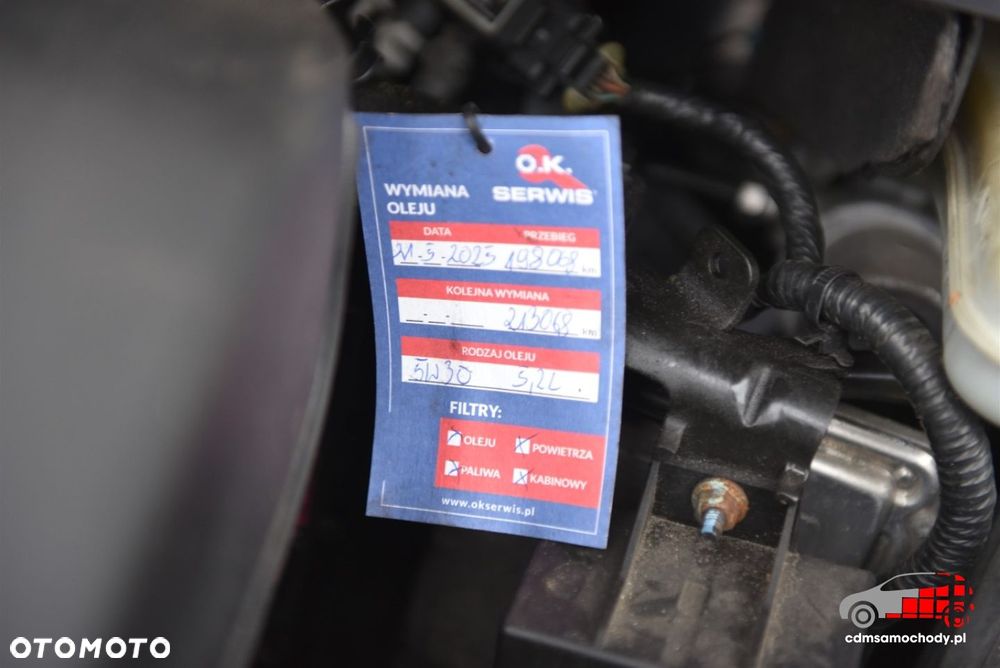 O.K.
SERWIS
WYMIANA
OLEJU
DATA PRZEBIEG
21-5-2025 198068 km
KOLEJNA WYMIANA
213068 km
RODZAJ OLEJU
5W30 5,2L.
FILTRY:
OLEJU POWIETRZA
PALIWA KABINOWY
www.okserwis.pl
OTOMOTO
cdmsamochody.pl